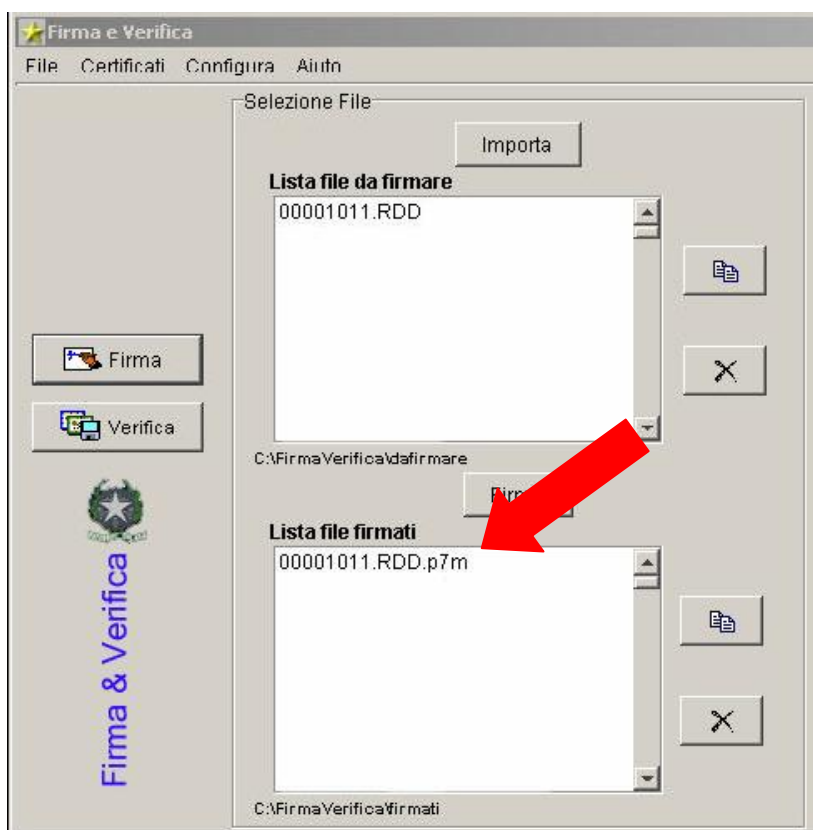 Firma e Verifica
File Certificati Configura Aiuto
Selezione File
Importa
Lista file da firmare
00001011.RDD
Firma
Verifica
C:\FirmaVerifica\dafirmare
Lista file firmati
00001011.RDD.p7m
Firma & Verifica
C:\FirmaVerifica\firmati